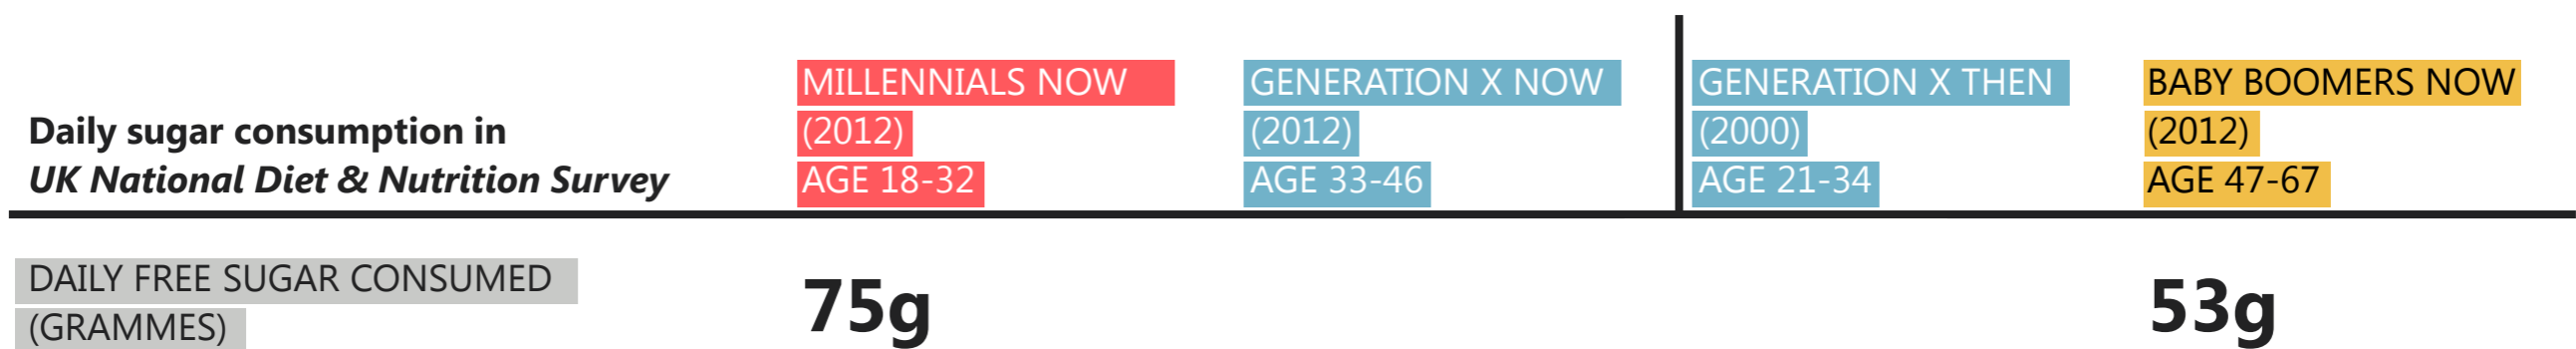 Daily sugar consumption in
UK National Diet & Nutrition Survey
MILLENNIALS NOW
(2012)
AGE 18-32
GENERATION X NOW
(2012)
AGE 33-46
GENERATION X THEN
(2000)
AGE 21-34
BABY BOOMERS NOW
(2012)
AGE 47-67
DAILY FREE SUGAR CONSUMED
(GRAMMES)
75g
53g